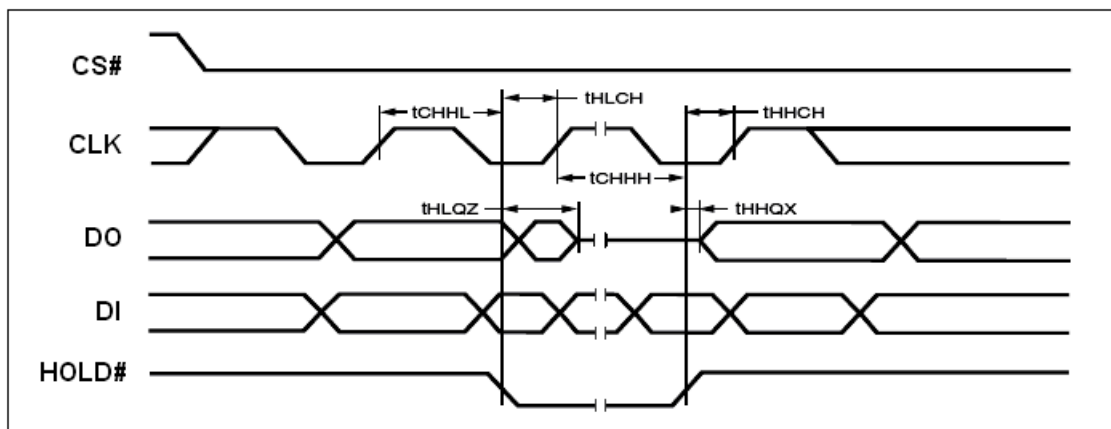 CS#
tHLCH
tCHHL
tHHCH
CLK
tCHHH
tHLQZ
tHHQX
DO
DI
HOLD#